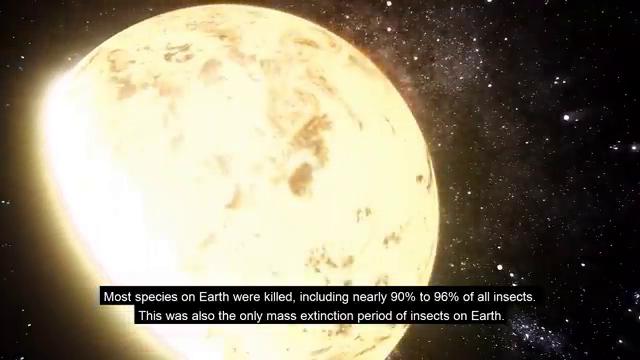 Most species on Earth were killed, including nearly 90% to 96% of all insects.
This was also the only mass extinction period of insects on Earth.